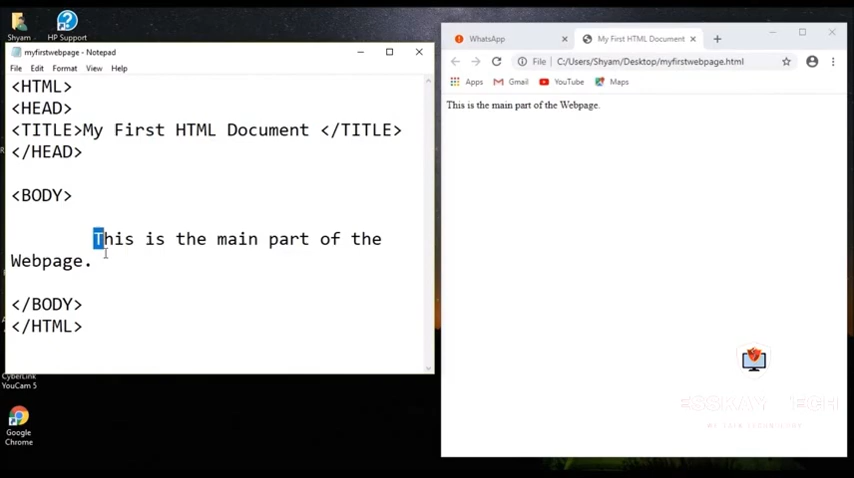 Shyam
HP Support
myfirstwebpage - Notepad
File Edit Format View Help
<HTML>
<HEAD>
<TITLE>My First HTML Document </TITLE>
</HEAD>
<BODY>
This is the main part of the
Webpage.
</BODY>
</HTML>
CyberLink
YouCam 5
Google
Chrome
WhatsApp
My First HTML Document
File C:/Users/Shyam/Desktop/myfirstwebpage.html
Apps Gmail YouTube Maps
This is the main part of the Webpage.